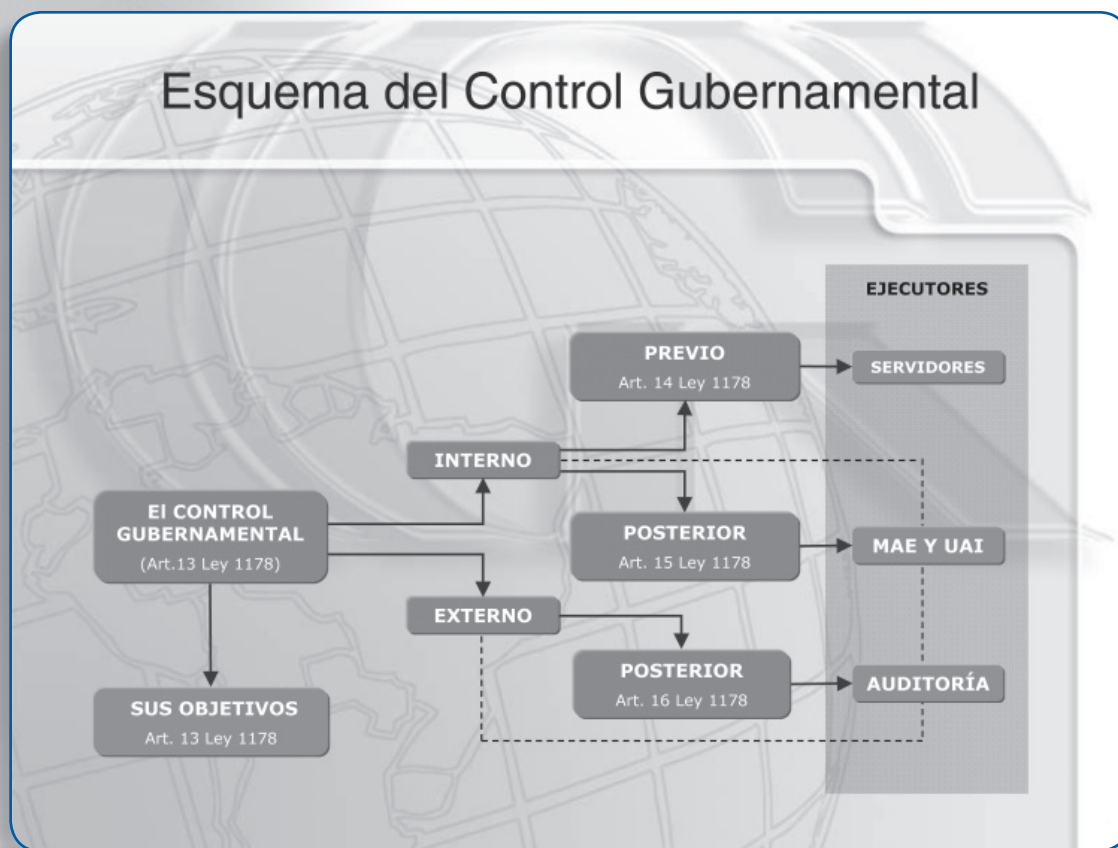 Esquema del Control Gubernamental
EJECUTORES
PREVIO
Art. 14 Ley 1178
SERVIDORES
INTERNO
El CONTROL
GUBERNAMENTAL
(Art.13 Ley 1178)
POSTERIOR
Art. 15 Ley 1178
MAE Y UAI
EXTERNO
POSTERIOR
Art. 16 Ley 1178
AUDITORÍA
SUS OBJETIVOS
Art. 13 Ley 1178